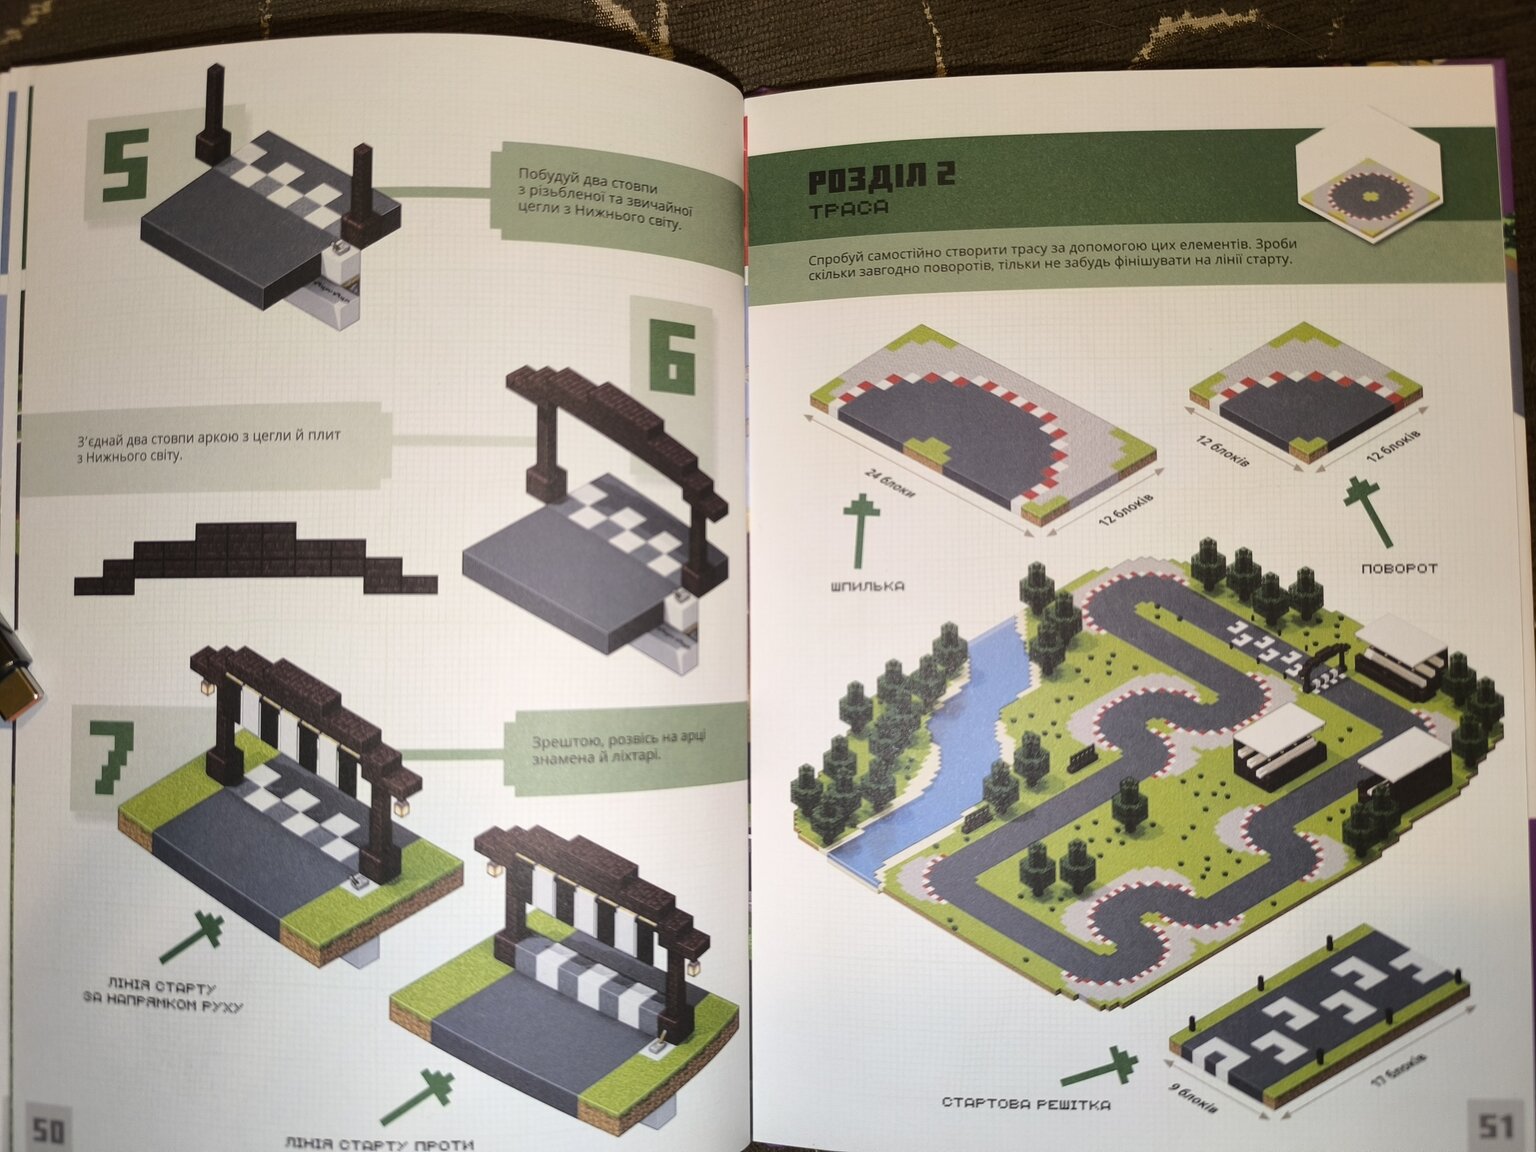 5
Побудуй два стовпи
з різьбленої та звичайної
цегли з Нижнього світу.
6
З’єднай два стовпи аркою з цегли й плит
з Нижнього світу.
7
Зрештою, розвісь на арці
знамена й ліхтарі.
ЛІНІЯ СТАРТУ
ЗА НАПРЯМКОМ РУХУ
ЛІНІЯ СТАРТУ ПРОТИ
50
РОЗДІЛ 2
ТРАСА
Спробуй самостійно створити трасу за допомогою цих елементів. Зроби
скільки завгодно поворотів, тільки не забудь фінішувати на лінії старту.
24 блоки
12 блоків
ШПИЛЬКА
12 блоків
12 блоків
ПОВОРОТ
СТАРТОВА РЕШІТКА
9 блоків
17 блоків
51